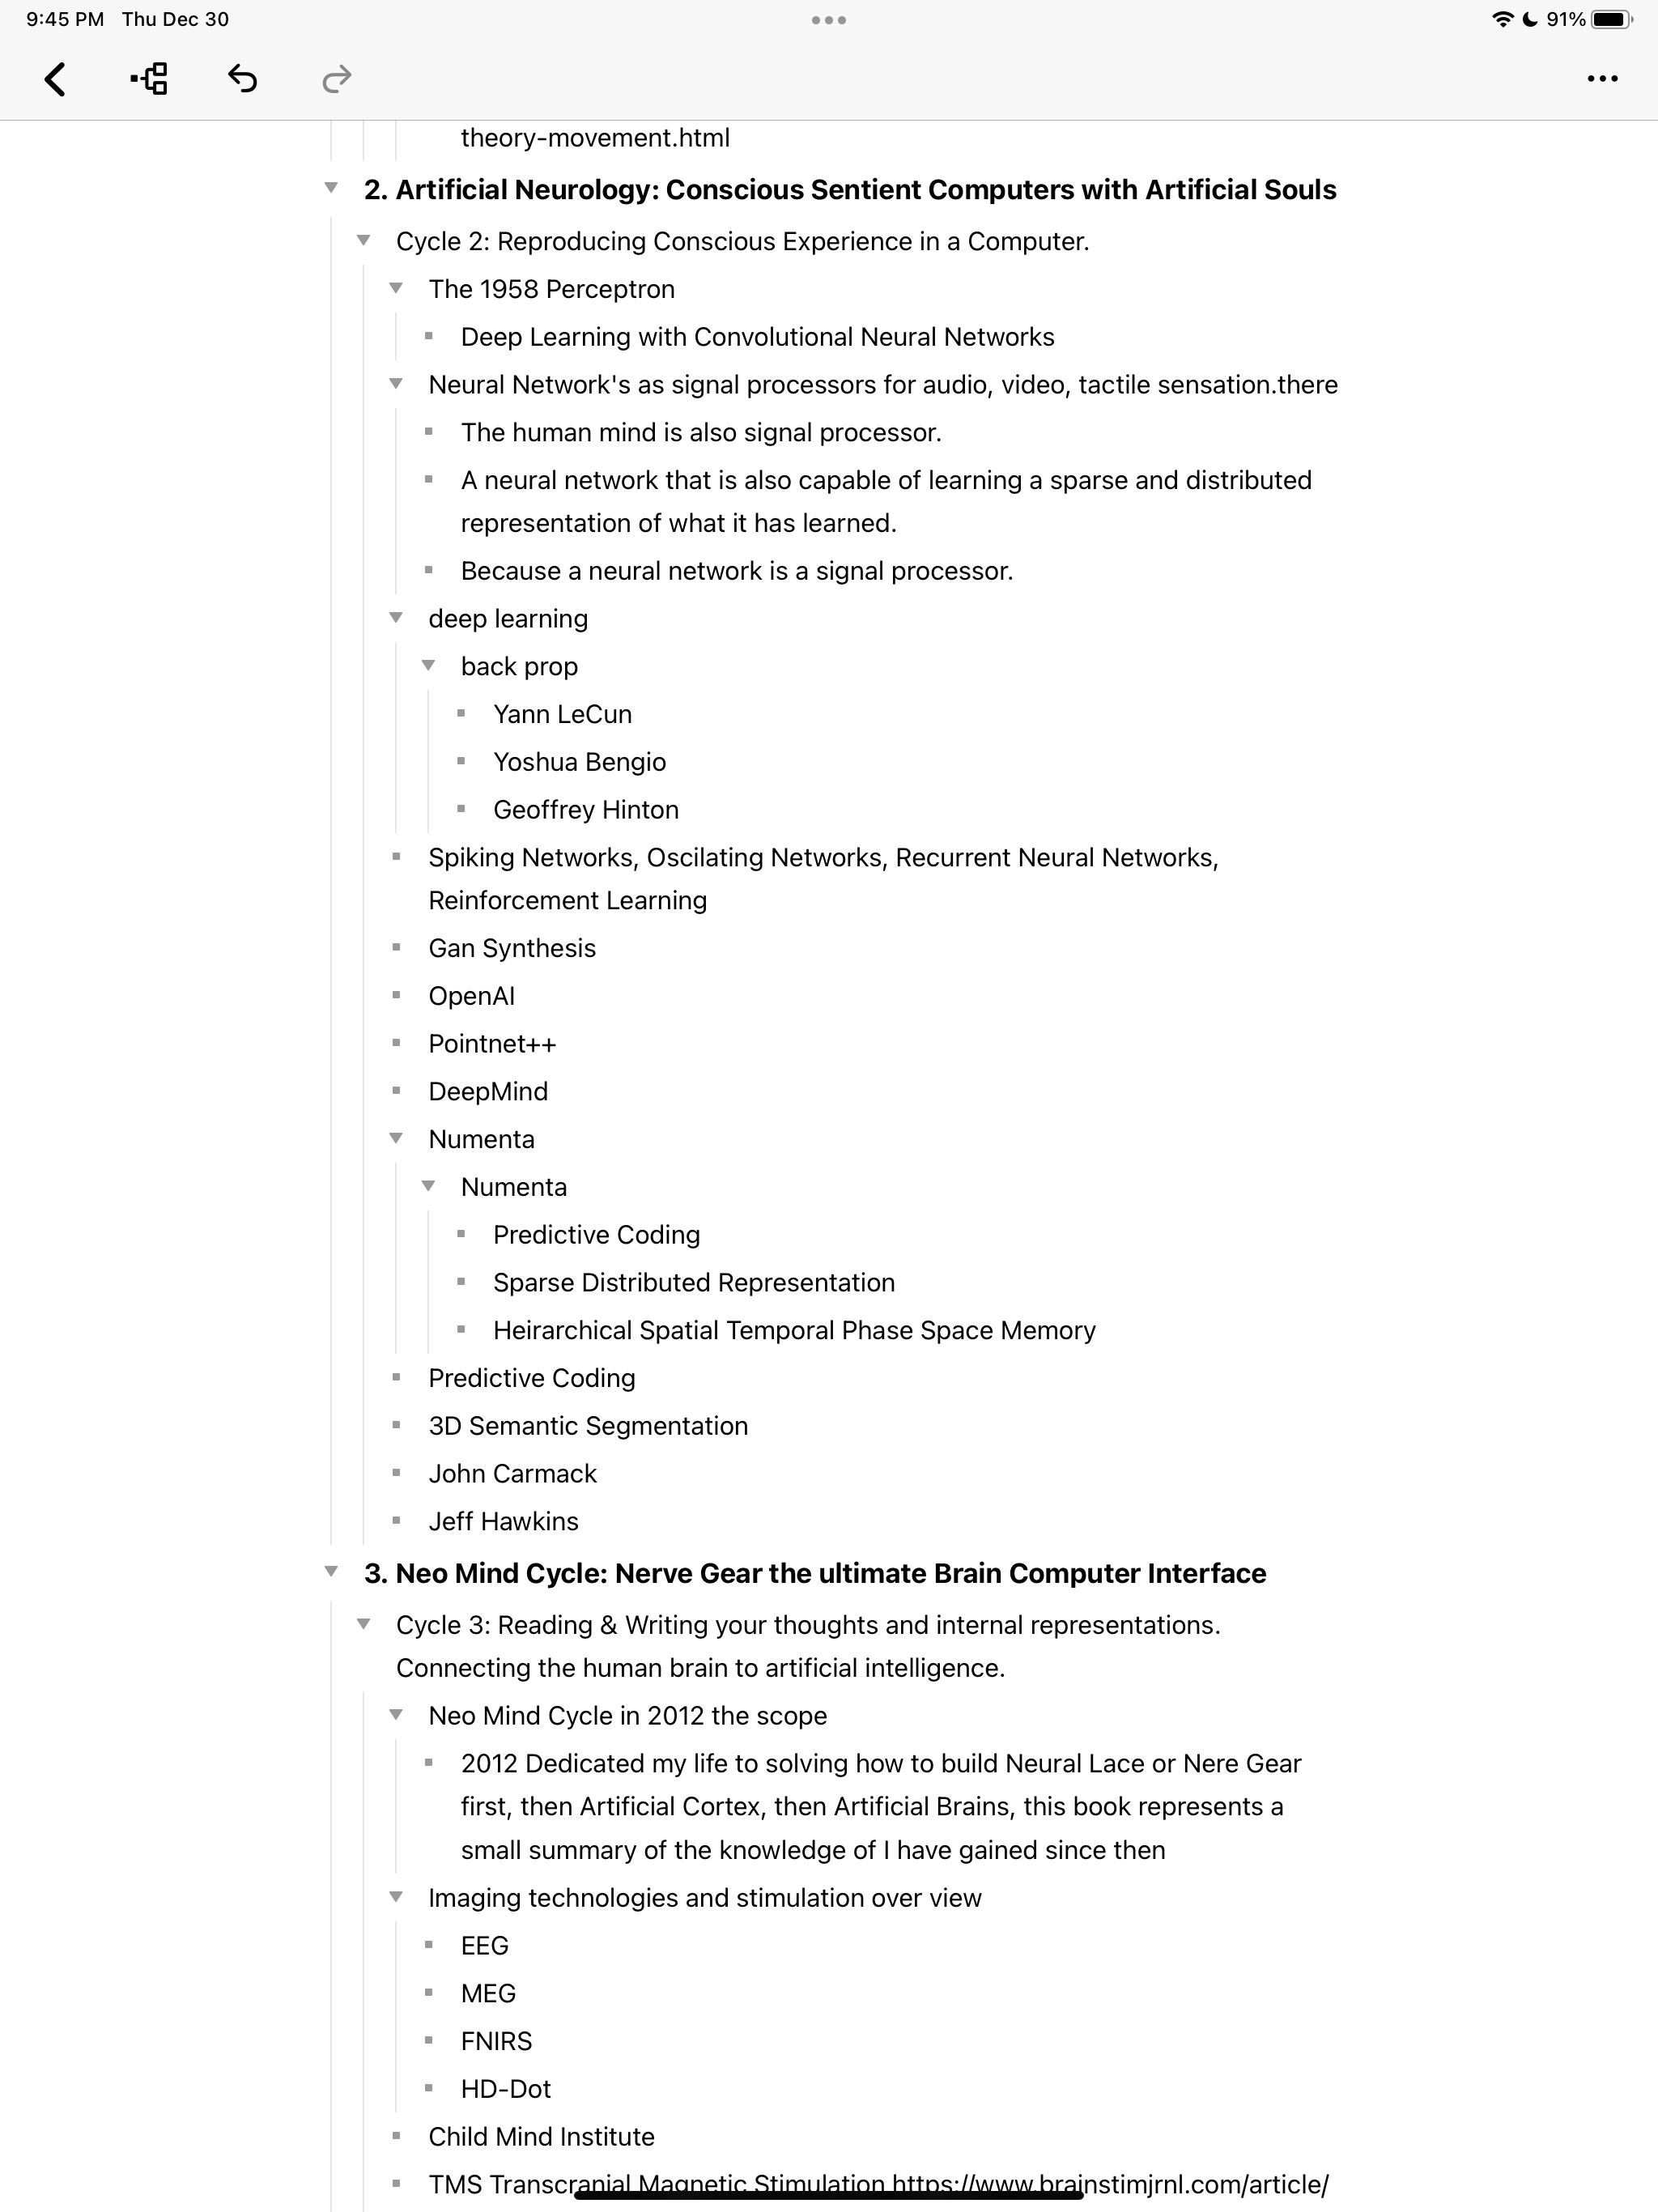 9:45 PM Thu Dec 30
91%
theory-movement.html
2. Artificial Neurology: Conscious Sentient Computers with Artificial Souls
Cycle 2: Reproducing Conscious Experience in a Computer.
The 1958 Perceptron
Deep Learning with Convolutional Neural Networks
Neural Network's as signal processors for audio, video, tactile sensation.there
The human mind is also signal processor.
A neural network that is also capable of learning a sparse and distributed
representation of what it has learned.
Because a neural network is a signal processor.
deep learning
back prop
Yann LeCun
Yoshua Bengio
Geoffrey Hinton
Spiking Networks, Oscilating Networks, Recurrent Neural Networks,
Reinforcement Learning
Gan Synthesis
OpenAI
Pointnet++
DeepMind
Numenta
Numenta
Predictive Coding
Sparse Distributed Representation
Heirarchical Spatial Temporal Phase Space Memory
Predictive Coding
3D Semantic Segmentation
John Carmack
Jeff Hawkins
3. Neo Mind Cycle: Nerve Gear the ultimate Brain Computer Interface
Cycle 3: Reading & Writing your thoughts and internal representations.
Connecting the human brain to artificial intelligence.
Neo Mind Cycle in 2012 the scope
2012 Dedicated my life to solving how to build Neural Lace or Nere Gear
first, then Artificial Cortex, then Artificial Brains, this book represents a
small summary of the knowledge of I have gained since then
Imaging technologies and stimulation over view
EEG
MEG
FNIRS
HD-Dot
Child Mind Institute
TMS Transcranial Magnetic Stimulation https://www.brainstimjrnl.com/article/